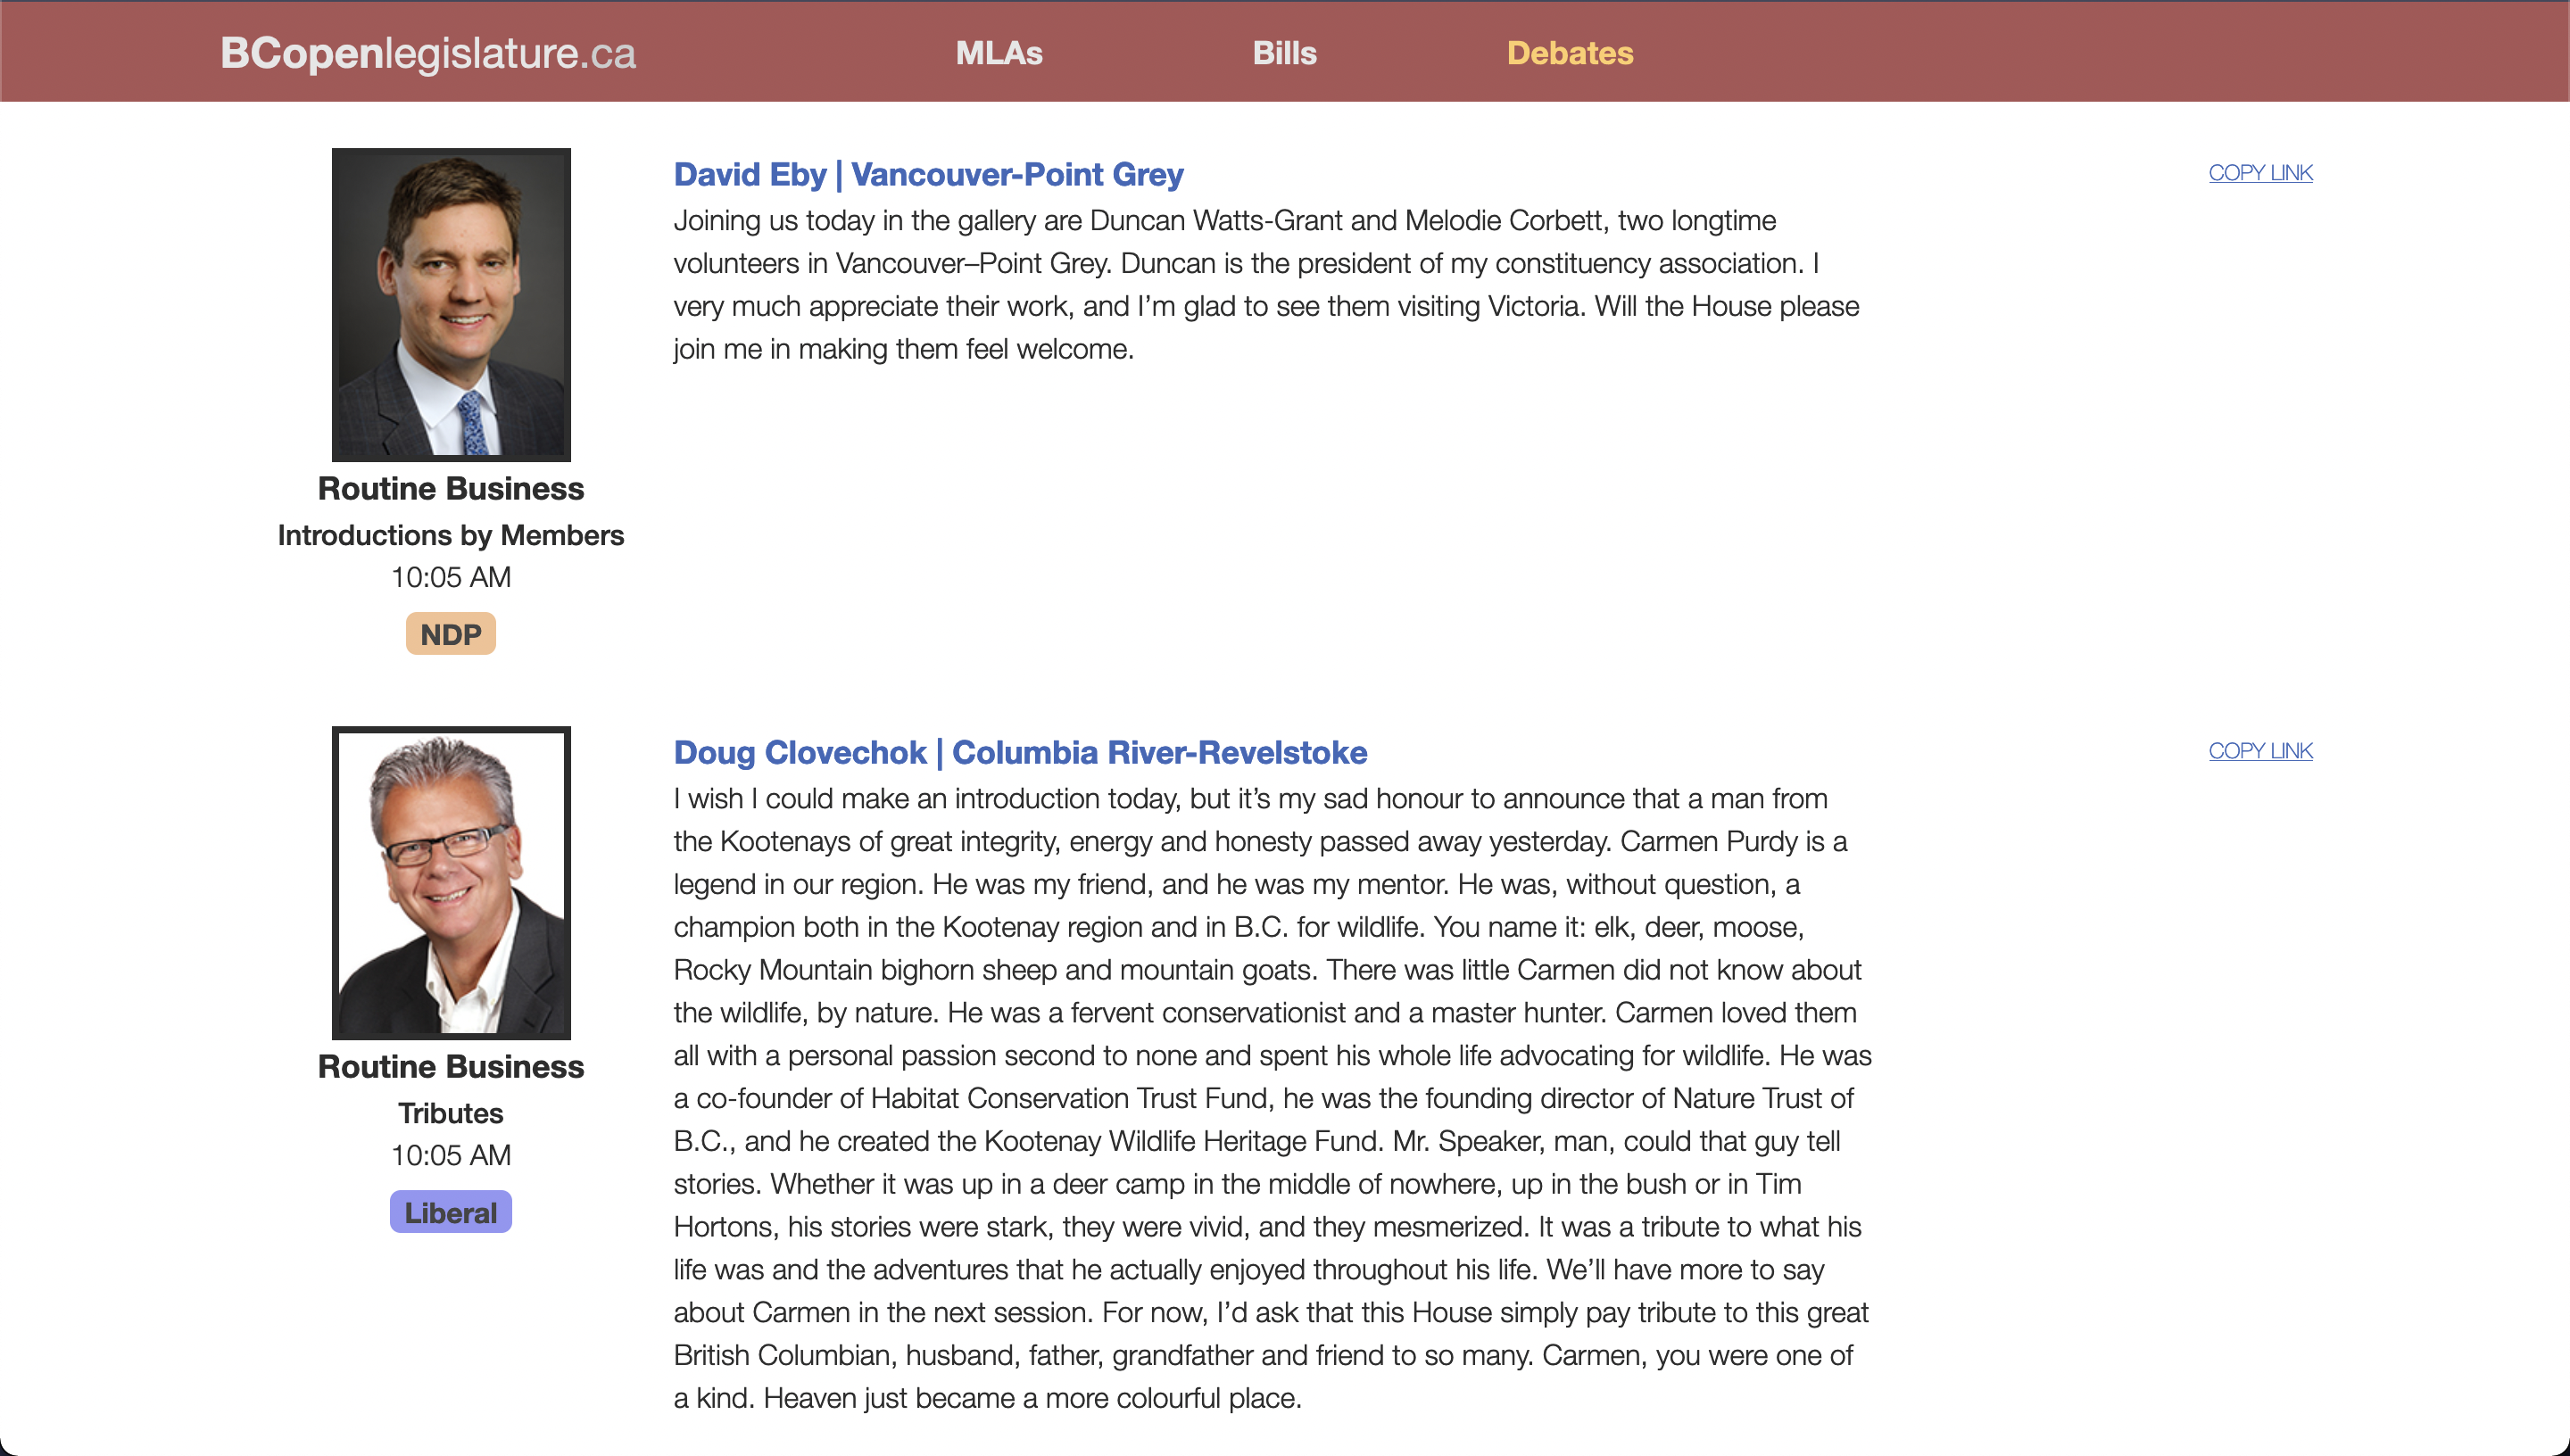 BCopenlegislature.ca
MLAs
Bills
Debates
David Eby | Vancouver-Point Grey
COPY LINK
Joining us today in the gallery are Duncan Watts-Grant and Melodie Corbett, two longtime
volunteers in Vancouver–Point Grey. Duncan is the president of my constituency association. I
very much appreciate their work, and I’m glad to see them visiting Victoria. Will the House please
join me in making them feel welcome.
Routine Business
Introductions by Members
10:05 AM
NDP
Doug Clovechok | Columbia River-Revelstoke
COPY LINK
I wish I could make an introduction today, but it’s my sad honour to announce that a man from
the Kootenays of great integrity, energy and honesty passed away yesterday. Carmen Purdy is a
legend in our region. He was my friend, and he was my mentor. He was, without question, a
champion both in the Kootenay region and in B.C. for wildlife. You name it: elk, deer, moose,
Rocky Mountain bighorn sheep and mountain goats. There was little Carmen did not know about
the wildlife, by nature. He was a fervent conservationist and a master hunter. Carmen loved them
all with a personal passion second to none and spent his whole life advocating for wildlife. He was
a co-founder of Habitat Conservation Trust Fund, he was the founding director of Nature Trust of
B.C., and he created the Kootenay Wildlife Heritage Fund. Mr. Speaker, man, could that guy tell
stories. Whether it was up in a deer camp in the middle of nowhere, up in the bush or in Tim
Hortons, his stories were stark, they were vivid, and they mesmerized. It was a tribute to what his
life was and the adventures that he actually enjoyed throughout his life. We’ll have more to say
about Carmen in the next session. For now, I’d ask that this House simply pay tribute to this great
British Columbian, husband, father, grandfather and friend to so many. Carmen, you were one of
a kind. Heaven just became a more colourful place.
Routine Business
Tributes
10:05 AM
Liberal